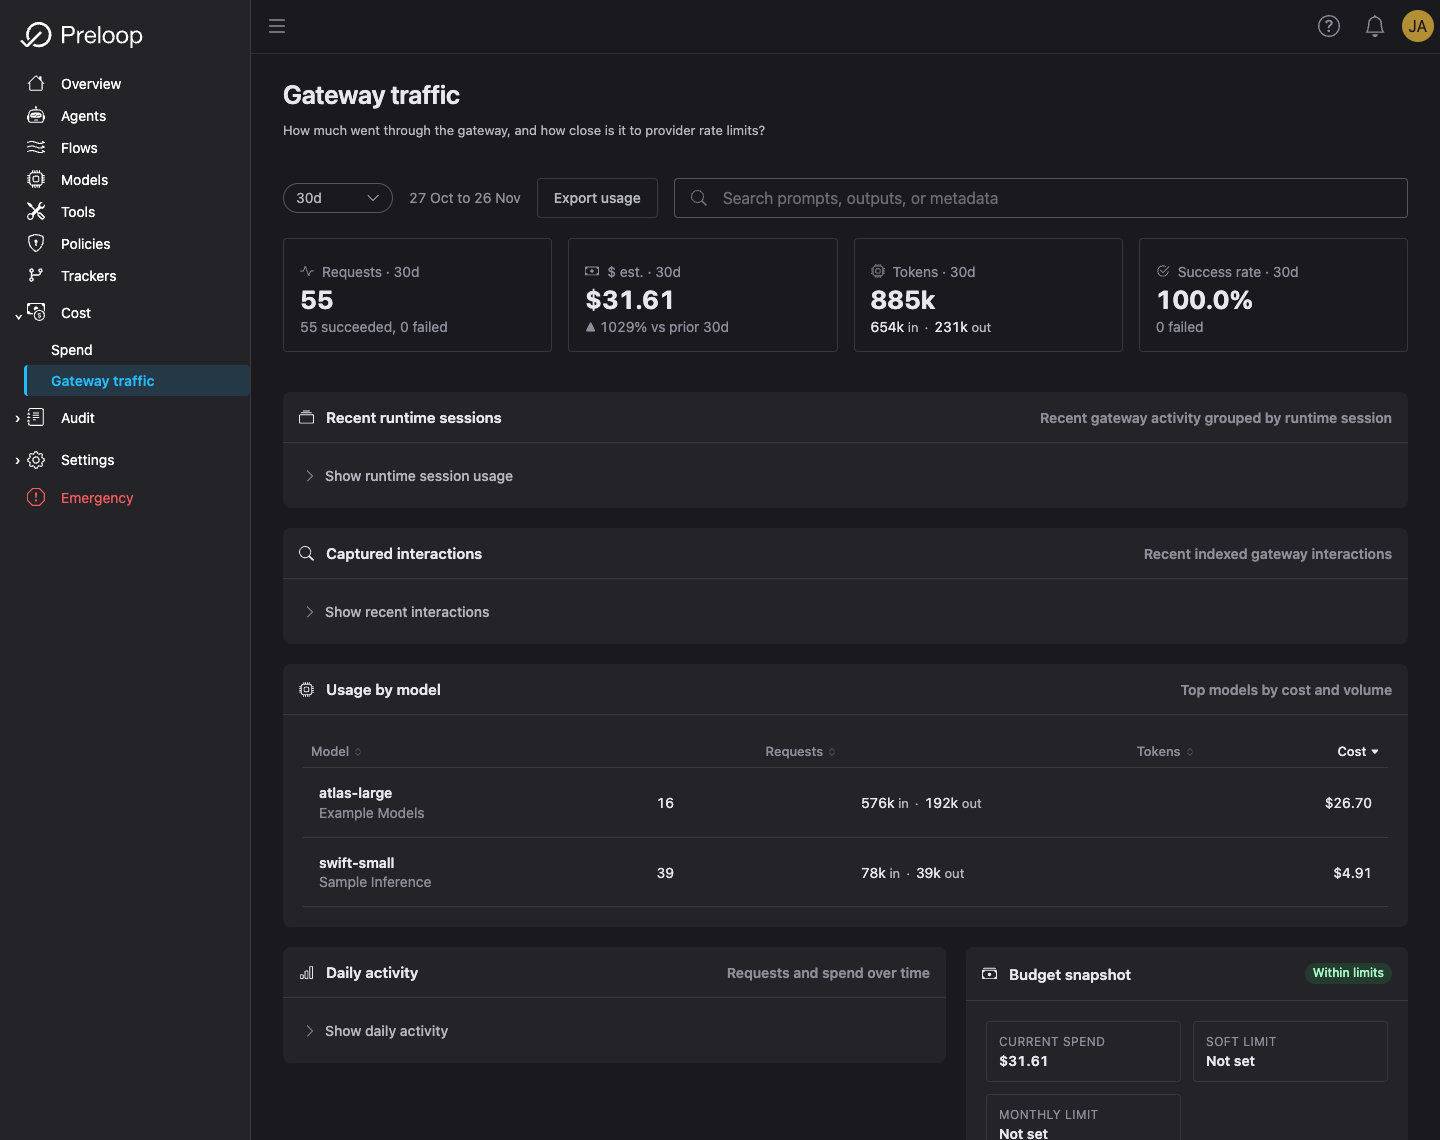 Preloop
Overview
Agents
Flows
Models
Tools
Policies
Trackers
Cost
Spend
Gateway traffic
Audit
Settings
Emergency
JA
Gateway traffic
How much went through the gateway, and how close is it to provider rate limits?
30d
27 Oct to 26 Nov
Export usage
Search prompts, outputs, or metadata
Requests · 30d
55
55 succeeded, 0 failed
$ est. · 30d
$31.61
▲ 1029% vs prior 30d
Tokens · 30d
885k
654k in · 231k out
Success rate · 30d
100.0%
0 failed
Recent runtime sessions
Recent gateway activity grouped by runtime session
Show runtime session usage
Captured interactions
Recent indexed gateway interactions
Show recent interactions
Usage by model
Top models by cost and volume
Model Requests Tokens Cost
atlas-large
Example Models
16
576k in · 192k out
$26.70
swift-small
Sample Inference
39
78k in · 39k out
$4.91
Daily activity
Requests and spend over time
Show daily activity
Budget snapshot
Within limits
CURRENT SPEND
$31.61
SOFT LIMIT
Not set
MONTHLY LIMIT
Not set